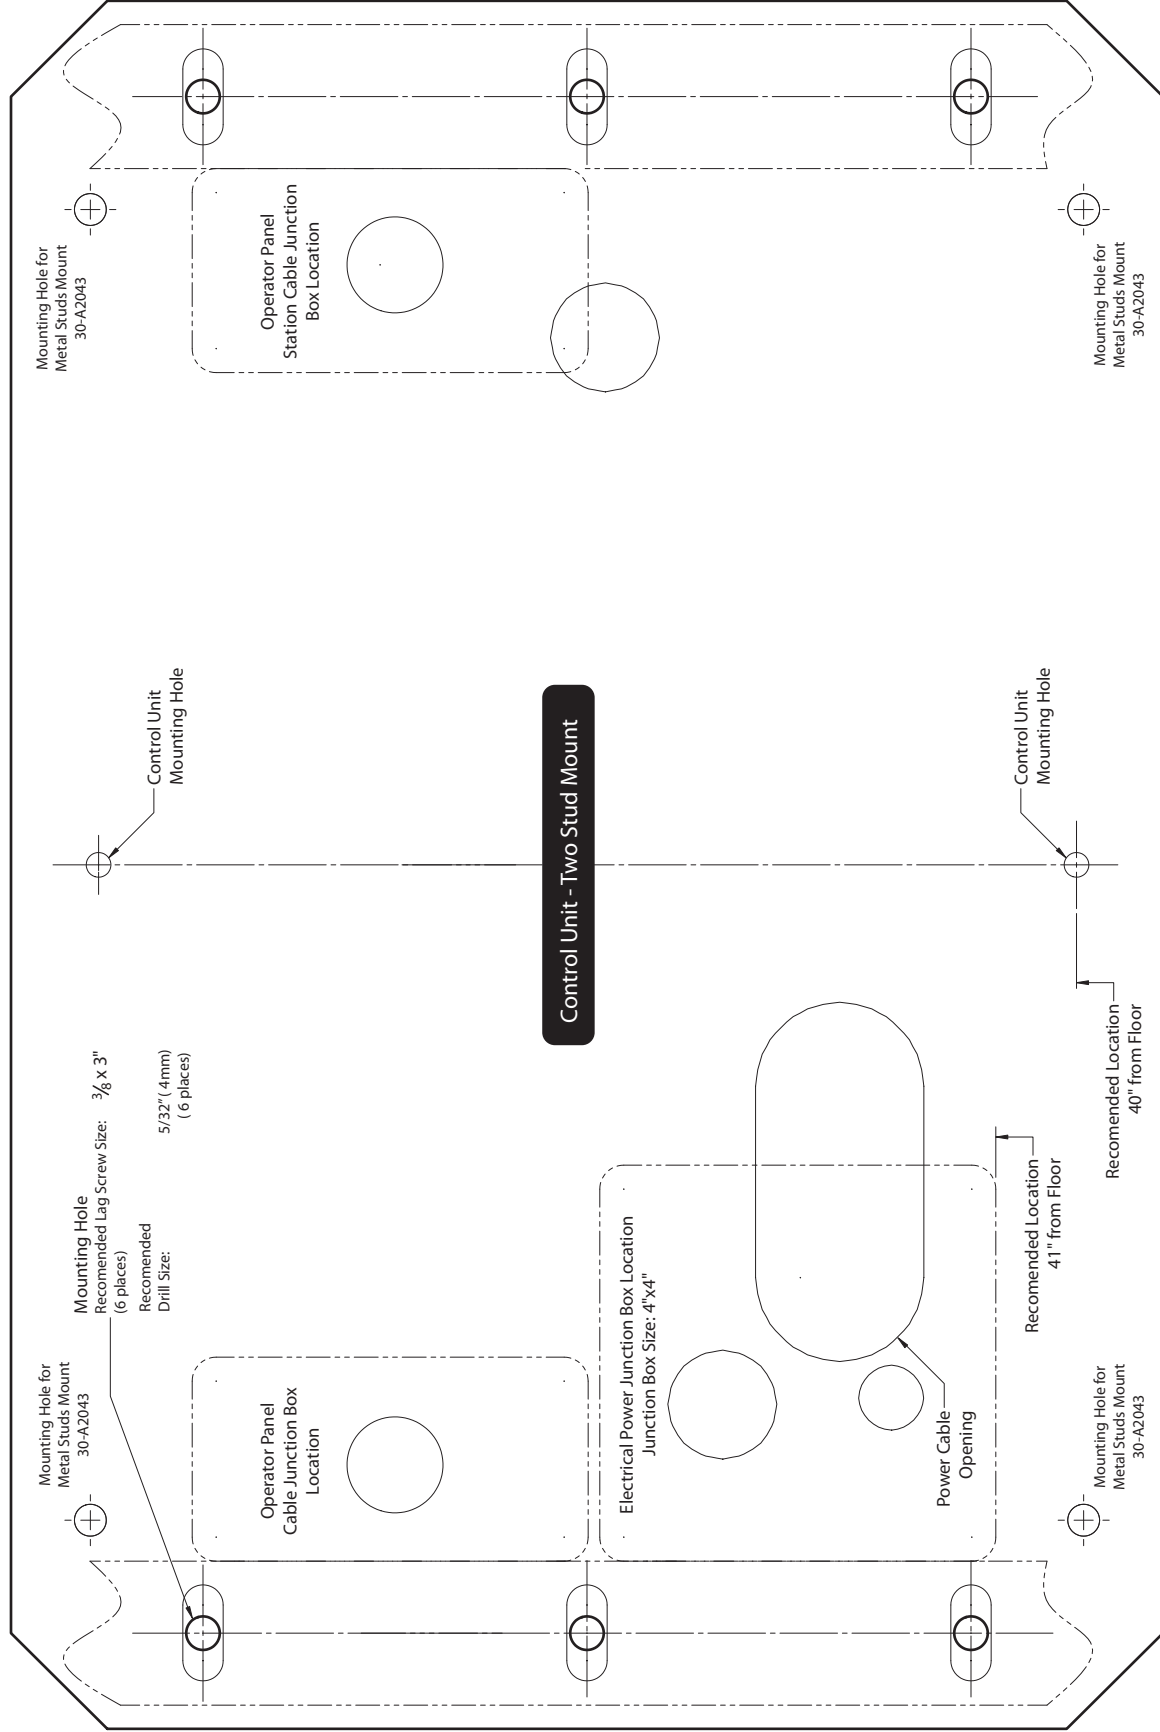 Mounting Hole for
Metal Studs Mount
30-A2043
Mounting Hole
Recomended Lag Screw Size: 3/8 x 3"
(6 places)
Recomended
Drill Size:
5/32"( 4mm)
( 6 places)
Control Unit
Mounting Hole
Mounting Hole for
Metal Studs Mount
30-A2043
Operator Panel
Cable Junction Box
Location
Operator Panel
Station Cable Junction
Box Location
Control Unit - Two Stud Mount
Electrical Power Junction Box Location
Junction Box Size: 4"x4"
Power Cable
Opening
Recomended Location
41" from Floor
Control Unit
Mounting Hole
Mounting Hole for
Metal Studs Mount
30-A2043
Recomended Location
40" from Floor
Mounting Hole for
Metal Studs Mount
30-A2043